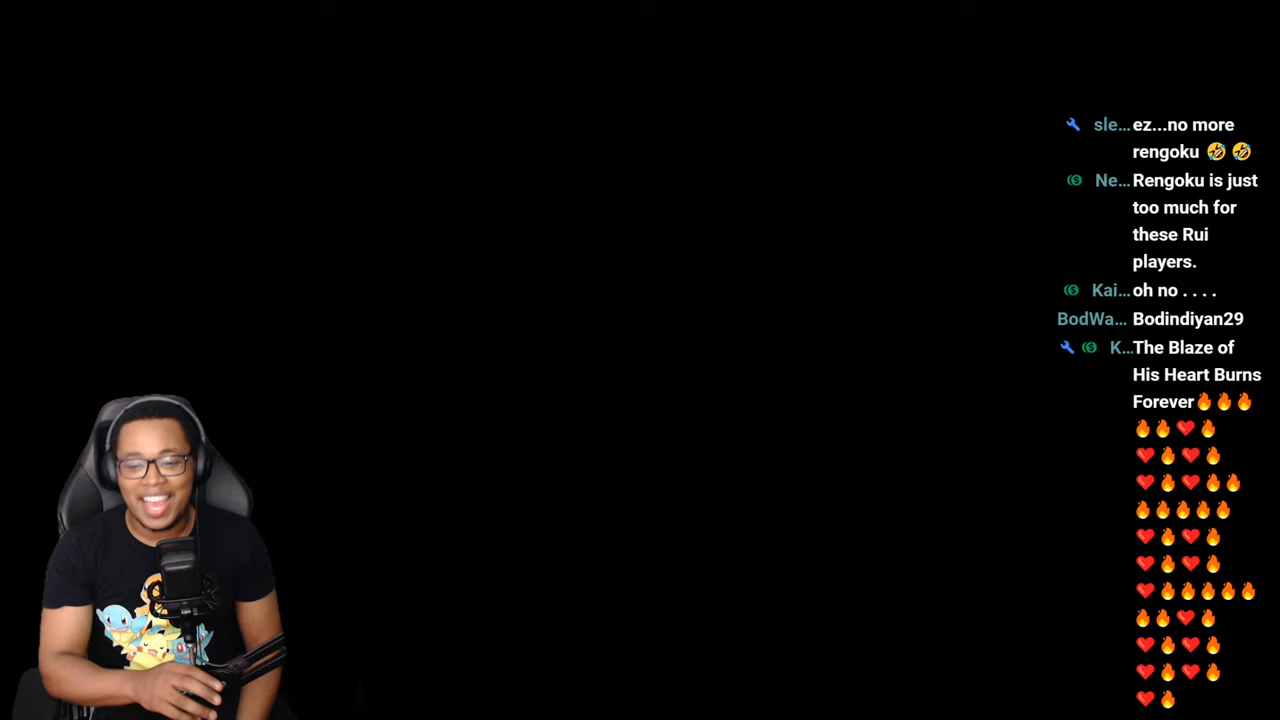 sle… ez...no more
rengoku 🤣 🤣
Ne… Rengoku is just
too much for
these Rui
players.
Kai… oh no . . . .
BodWa… Bodindiyan29
K… The Blaze of
His Heart Burns
Forever🔥🔥🔥
🔥🔥❤️🔥
❤️🔥❤️🔥
❤️🔥❤️🔥🔥
🔥🔥🔥🔥🔥
❤️🔥❤️🔥
❤️🔥❤️🔥
❤️🔥🔥🔥🔥🔥
🔥🔥❤️🔥
❤️🔥❤️🔥
❤️🔥❤️🔥
❤️🔥